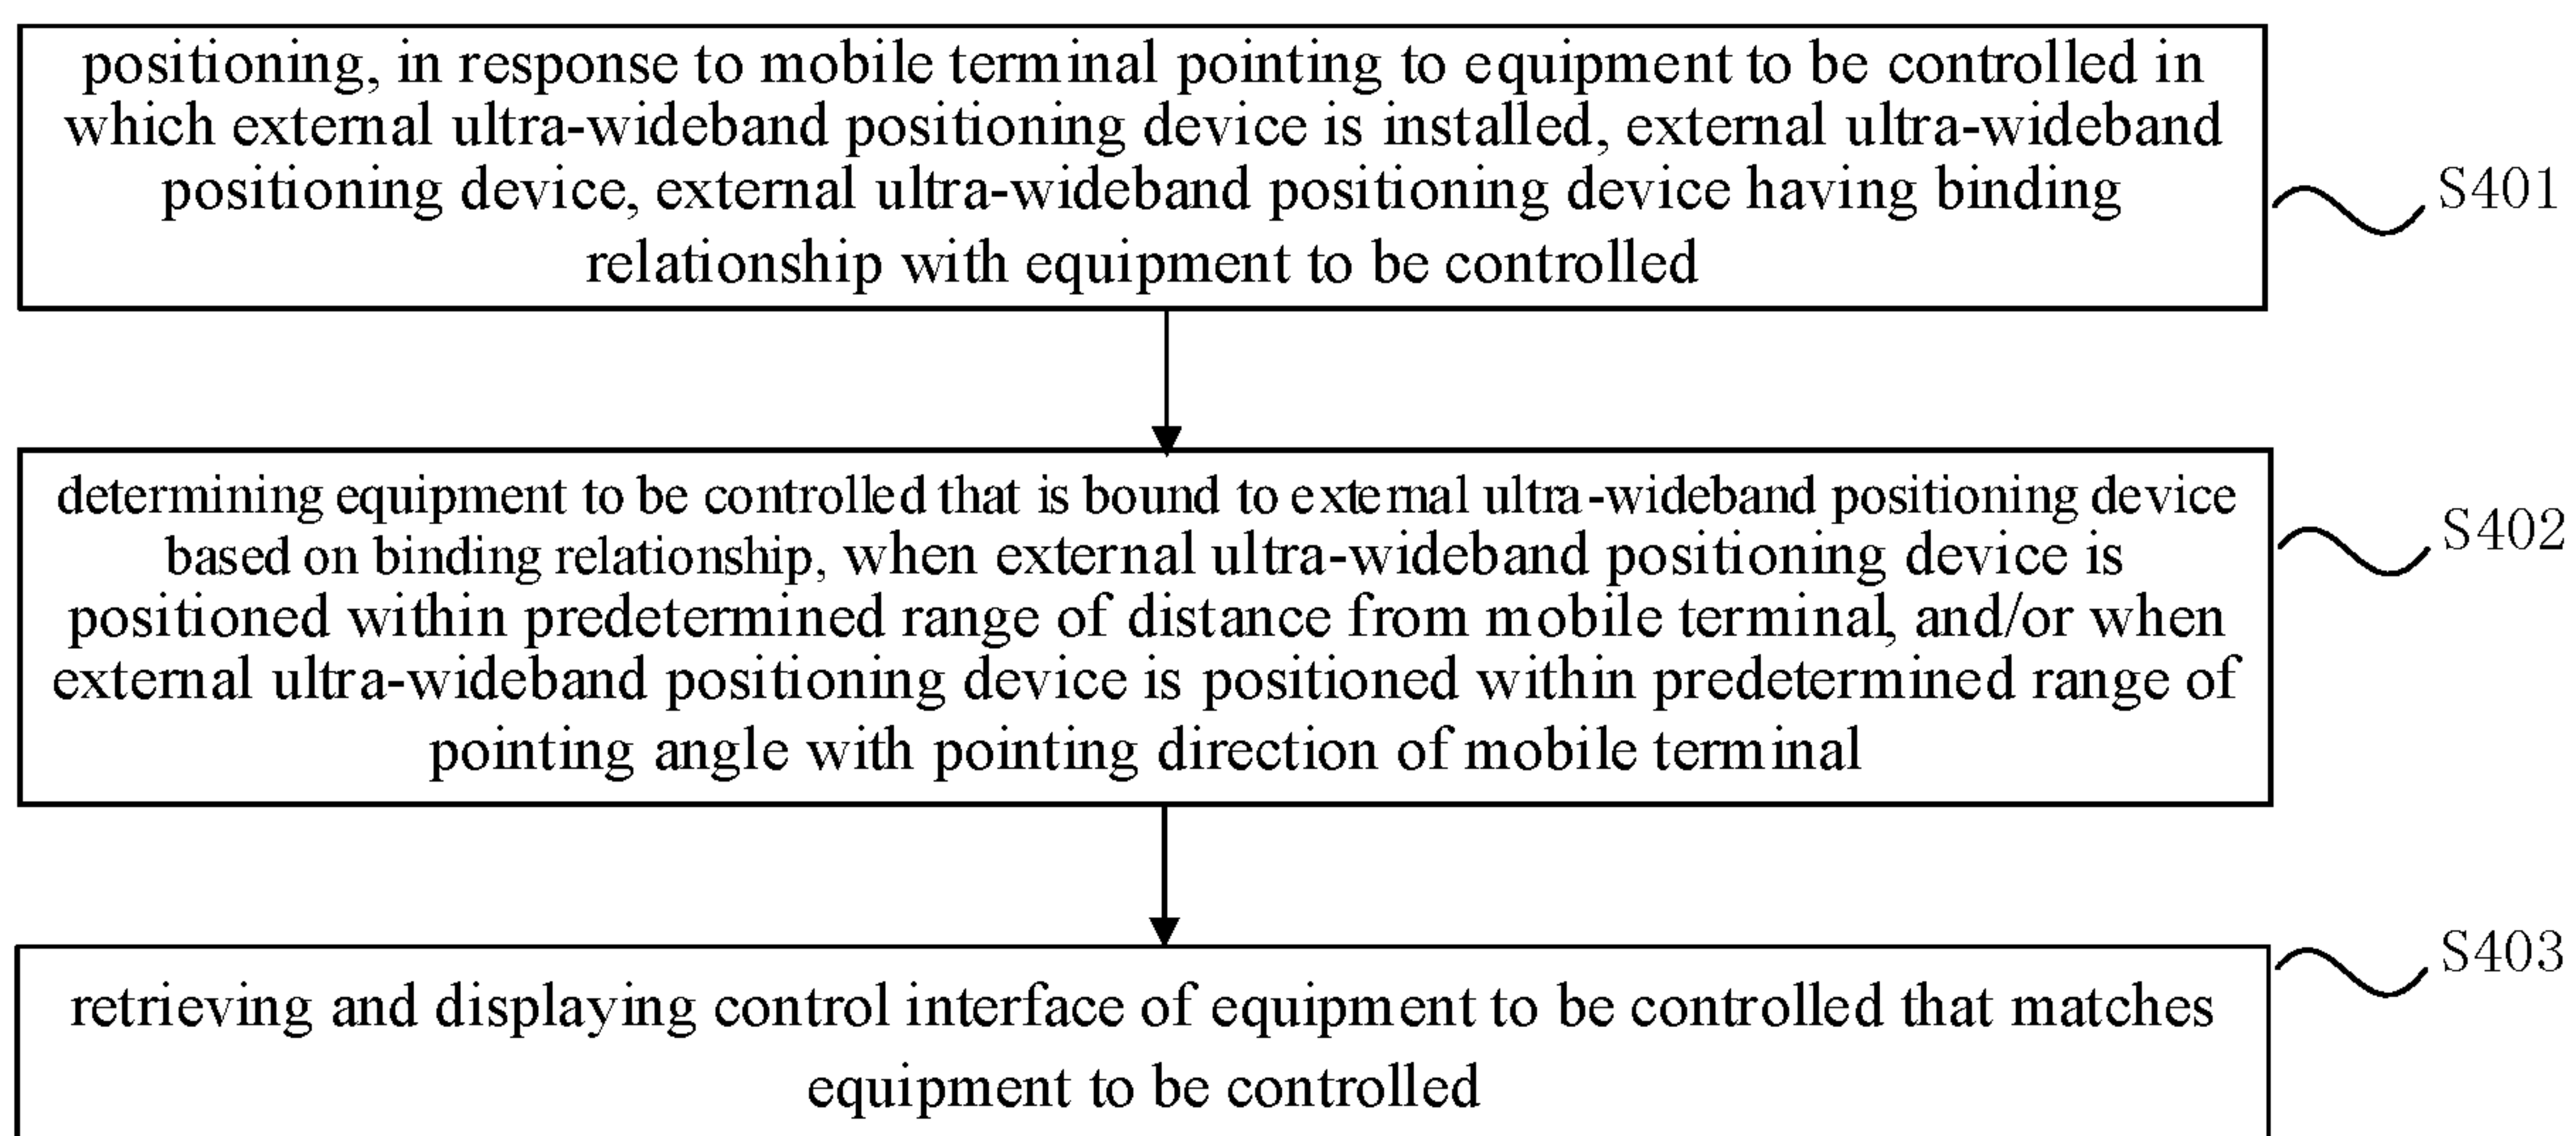 positioning, in response to mobile terminal pointing to equipment to be controlled in
which external ultra-wideband positioning device is installed, external ultra-wideband
positioning device, external ultra-wideband positioning device having binding
relationship with equipment to be controlled
S401
determining equipment to be controlled that is bound to external ultra-wideband positioning device
based on binding relationship, when external ultra-wideband positioning device is
positioned within predetermined range of distance from mobile terminal, and/or when
external ultra-wideband positioning device is positioned within predetermined range of
pointing angle with pointing direction of mobile terminal
S402
retrieving and displaying control interface of equipment to be controlled that matches
equipment to be controlled
S403